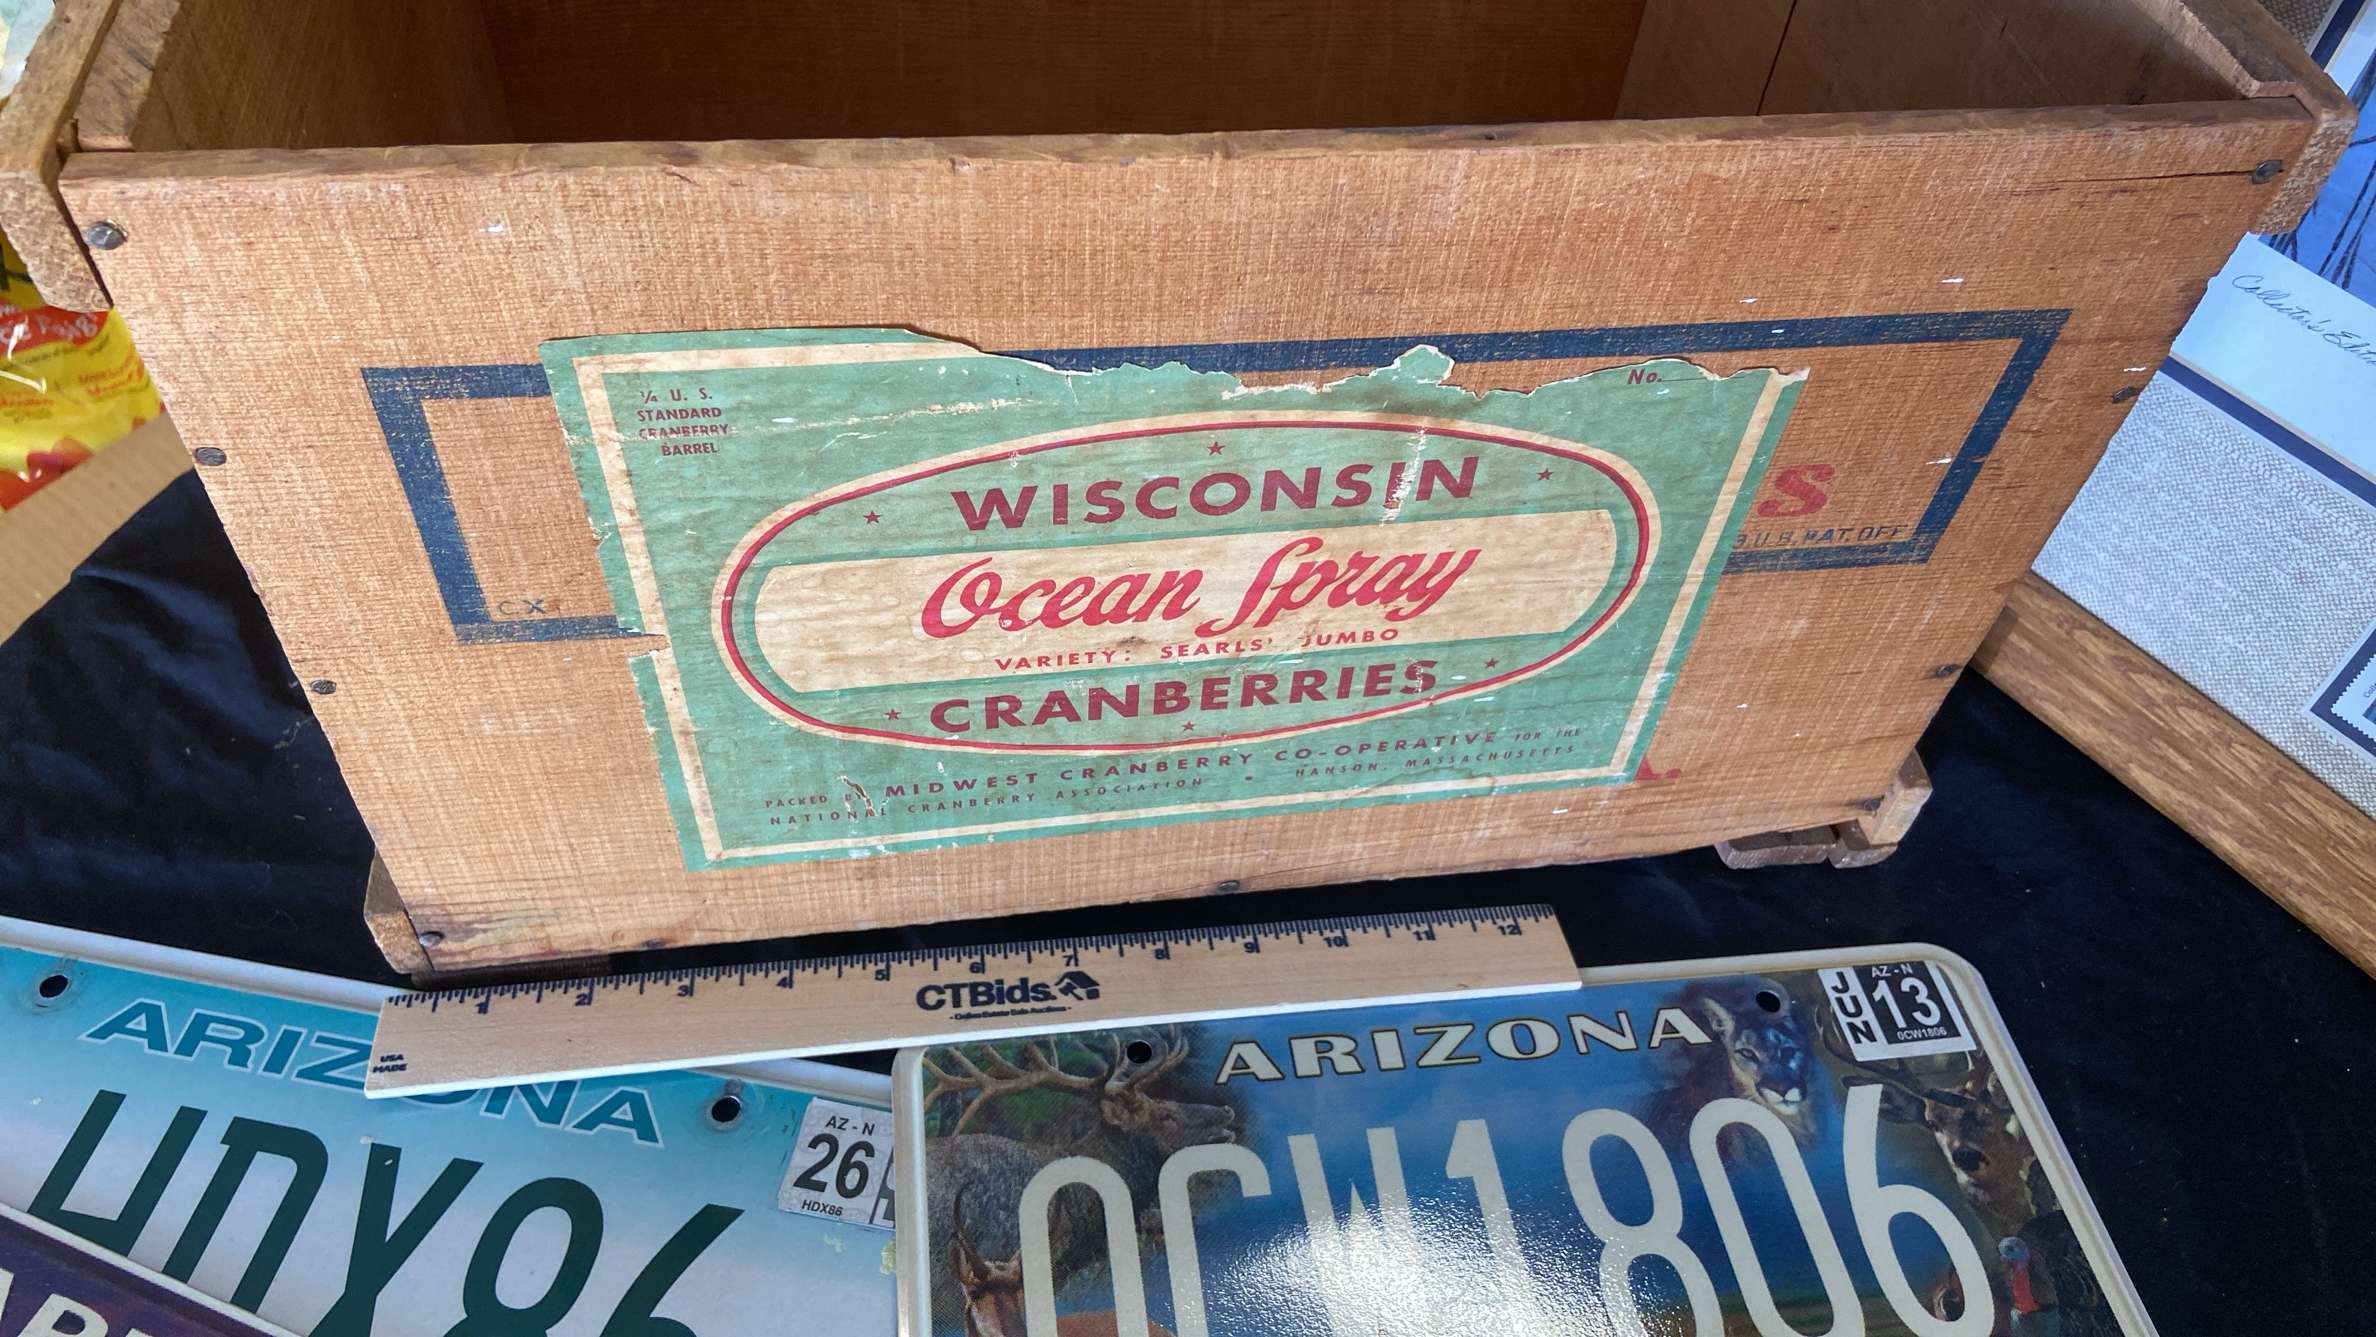 1/4 U. S.
STANDARD
CRANBERRY
BARREL
No.
WISCONSIN
Ocean Spray
VARIETY: SEARLS' JUMBO
CRANBERRIES
PACKED BY MIDWEST CRANBERRY CO-OPERATIVE FOR THE
NATIONAL CRANBERRY ASSOCIATION • HANSON, MASSACHUSETTS
S
PAT. OFF
C X
Collector's
1 2 3 4 5 6 7 8 9 10 11 12
CTBids.
USA
MADE
ARIZONA
AZ - N
26
HDX86
HDX86
ARIZONA
JUN
AZ - N
13
0CW1806
0CW1806